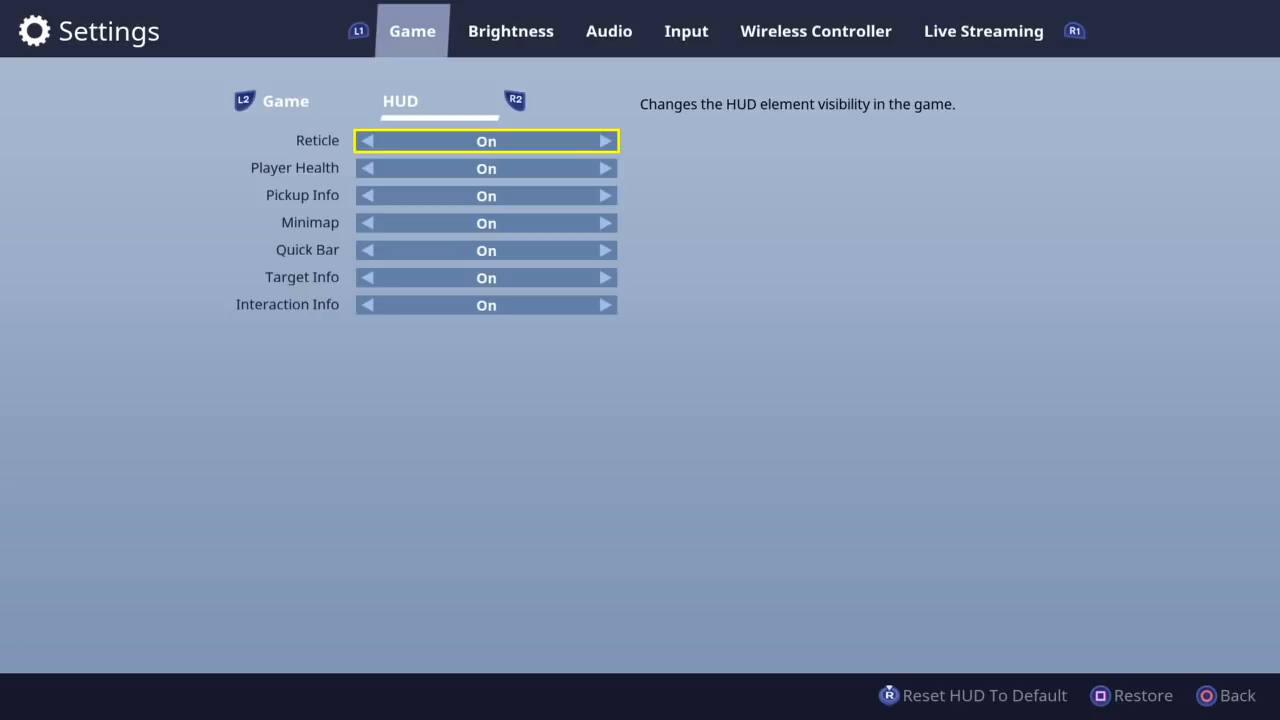 Settings
L1 Game Brightness Audio Input Wireless Controller Live Streaming R1
L2 Game HUD R2
Changes the HUD element visibility in the game.
Reticle On
Player Health On
Pickup Info On
Minimap On
Quick Bar On
Target Info On
Interaction Info On
R Reset HUD To Default Restore Back